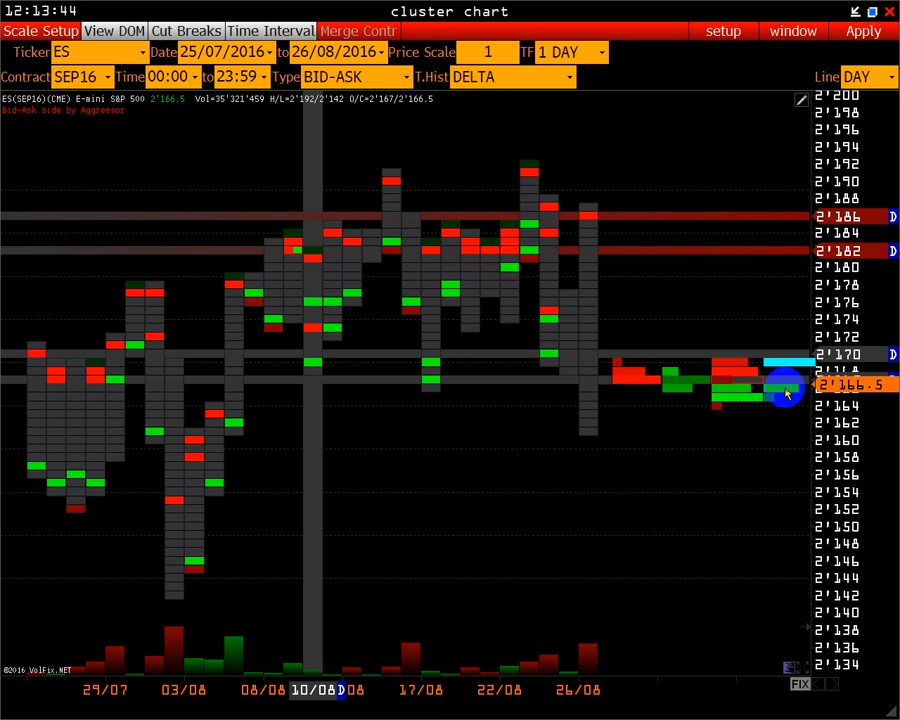 12:13:44 cluster chart
Scale Setup View DOM Cut Breaks Time Interval Merge Contr setup window Apply
Ticker ES Date 25/07/2016 to 26/08/2016 Price Scale 1 TF 1 DAY
Contract SEP16 Time 00:00 to 23:59 Type BID-ASK T.Hist DELTA Line DAY
ES(SEP16)(CME) E-mini S&P 500 2'166.5 Vol=35'321'459 H/L=2'192/2'142 O/C=2'167/2'166.5
Bid-Ask side by Aggressor
2'200
2'198
2'196
2'194
2'192
2'190
2'188
2'186 D
2'184
2'182 D
2'180
2'178
2'176
2'174
2'172
2'170 D
2'166.5
2'164
2'162
2'160
2'158
2'156
2'154
2'152
2'150
2'148
2'146
2'144
2'142
2'140
2'138
2'136
2'134
©2016 VolFix.NET
29/07 03/08 08/08 10/08 D 08 17/08 22/08 26/08
FIX